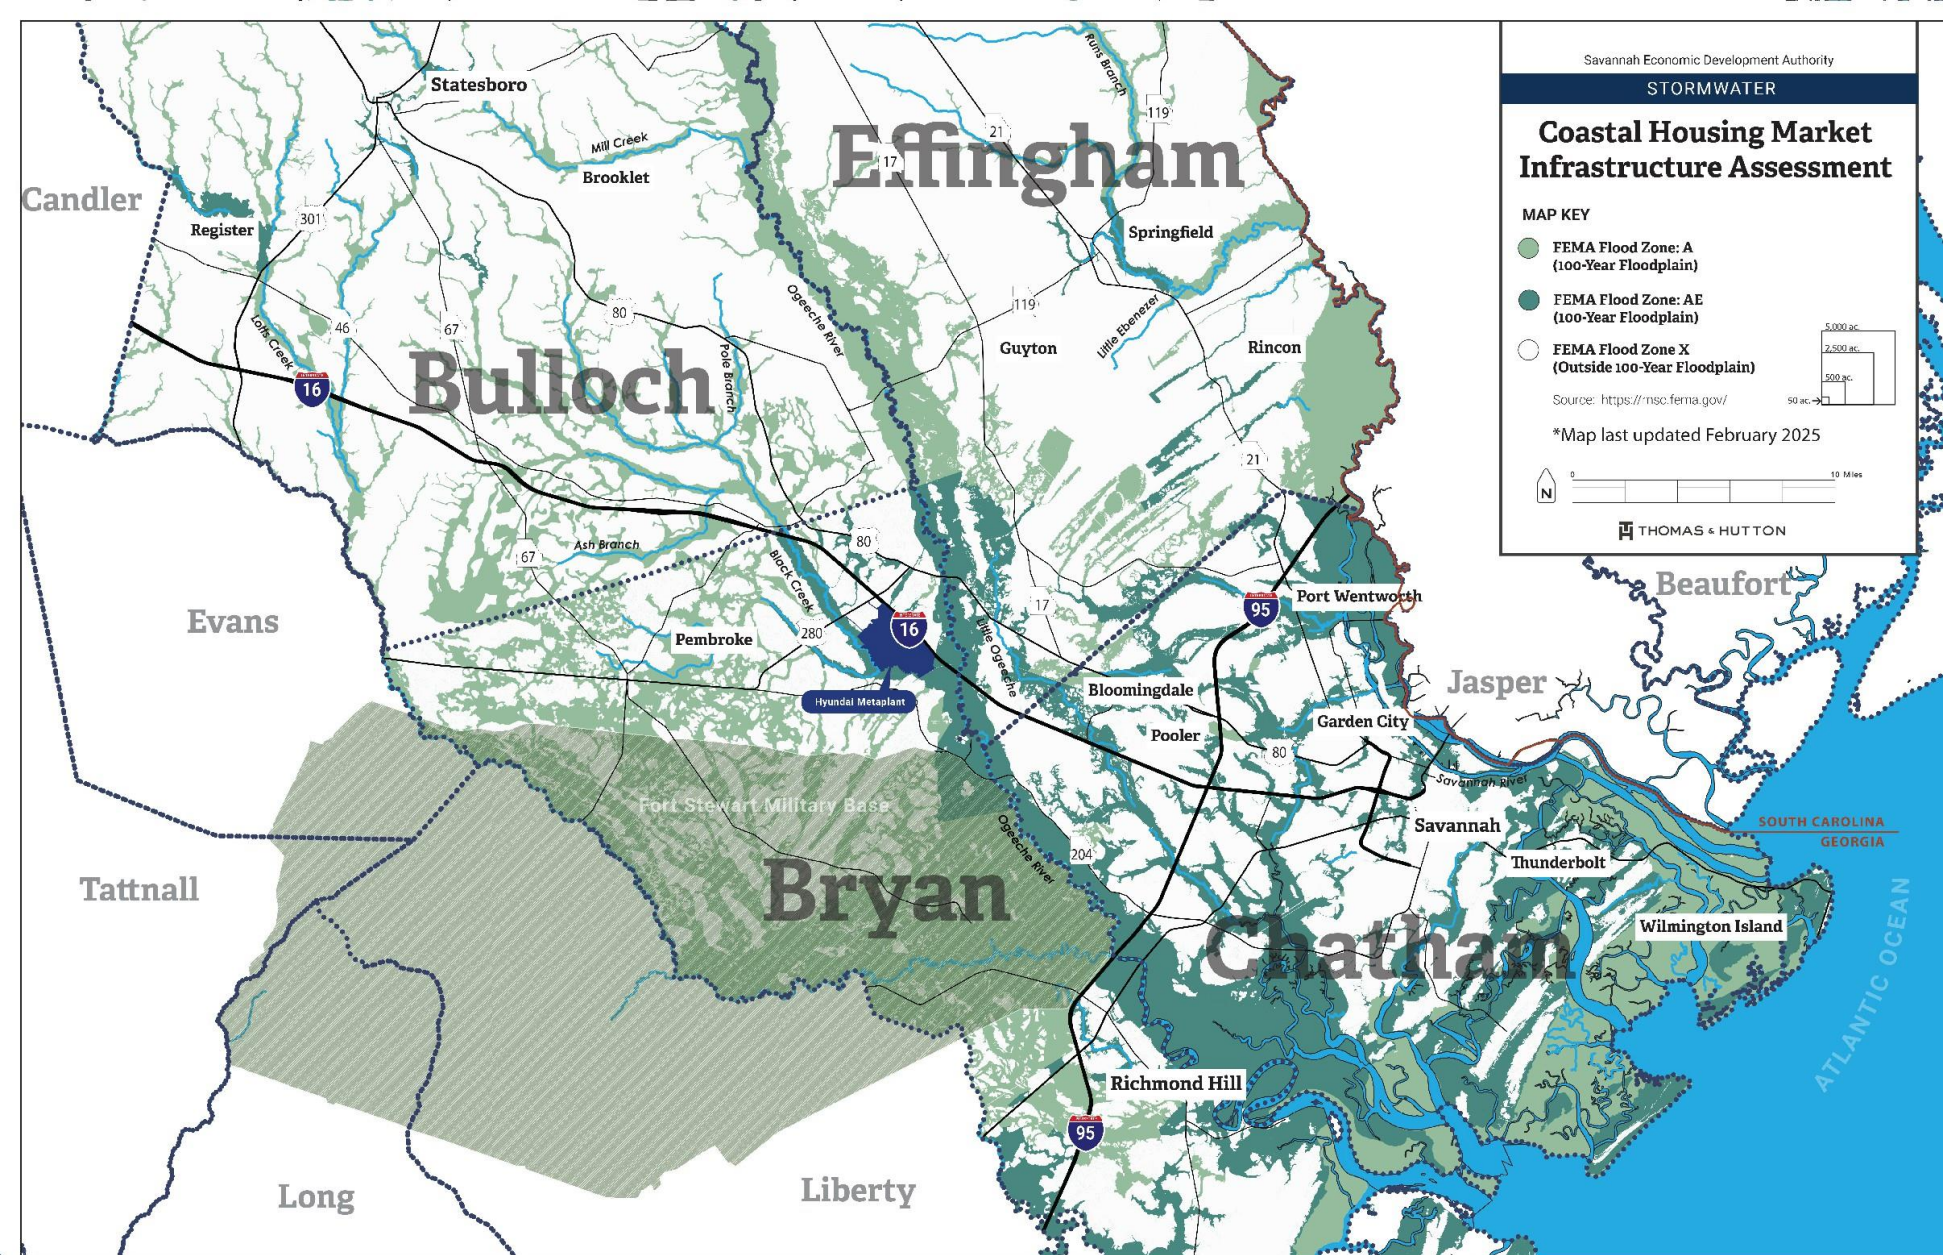 Savannah Economic Development Authority
STORMWATER
Coastal Housing Market
Infrastructure Assessment
MAP KEY
FEMA Flood Zone: A
(100-Year Floodplain)
FEMA Flood Zone: AE
(100-Year Floodplain)
FEMA Flood Zone X
(Outside 100-Year Floodplain)
5,000 ac.
2,500 ac.
500 ac.
50 ac.
Source: https://msc.fema.gov/
*Map last updated February 2025
0
10 Miles
N
THOMAS & HUTTON
Statesboro
Runs Branch
119
21
Effingham
17
Mill Creek
Brooklet
Candler
301
Register
Springfield
Ogeeche River
119
80
46
67
Lotts Creek
Little Ebenezer
Guyton
Rincon
Pole Branch
16
Bulloch
21
80
Ash Branch
67
Black Creek
17
95
Port Wentworth
Beaufort
Evans
16
280
Pembroke
Little Ogeeche
Jasper
Bloomingdale
Hyundai Metaplant
Garden City
Pooler
80
Savannah River
Fort Stewart Military Base
SOUTH CAROLINA
GEORGIA
Savannah
Ogeeche River
204
Thunderbolt
Tattnall
Bryan
Wilmington Island
Chatham
ATLANTIC OCEAN
Richmond Hill
95
Liberty
Long